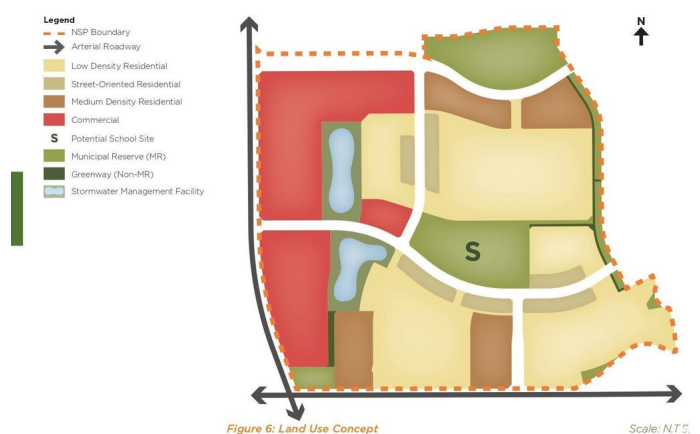 Legend
NSP Boundary
Arterial Roadway
Low Density Residential
Street-Oriented Residential
Medium Density Residential
Commercial
S Potential School Site
Municipal Reserve (MR)
Greenway (Non-MR)
Stormwater Management Facility
N
S
Figure 6: Land Use Concept
Scale: N.T.S.